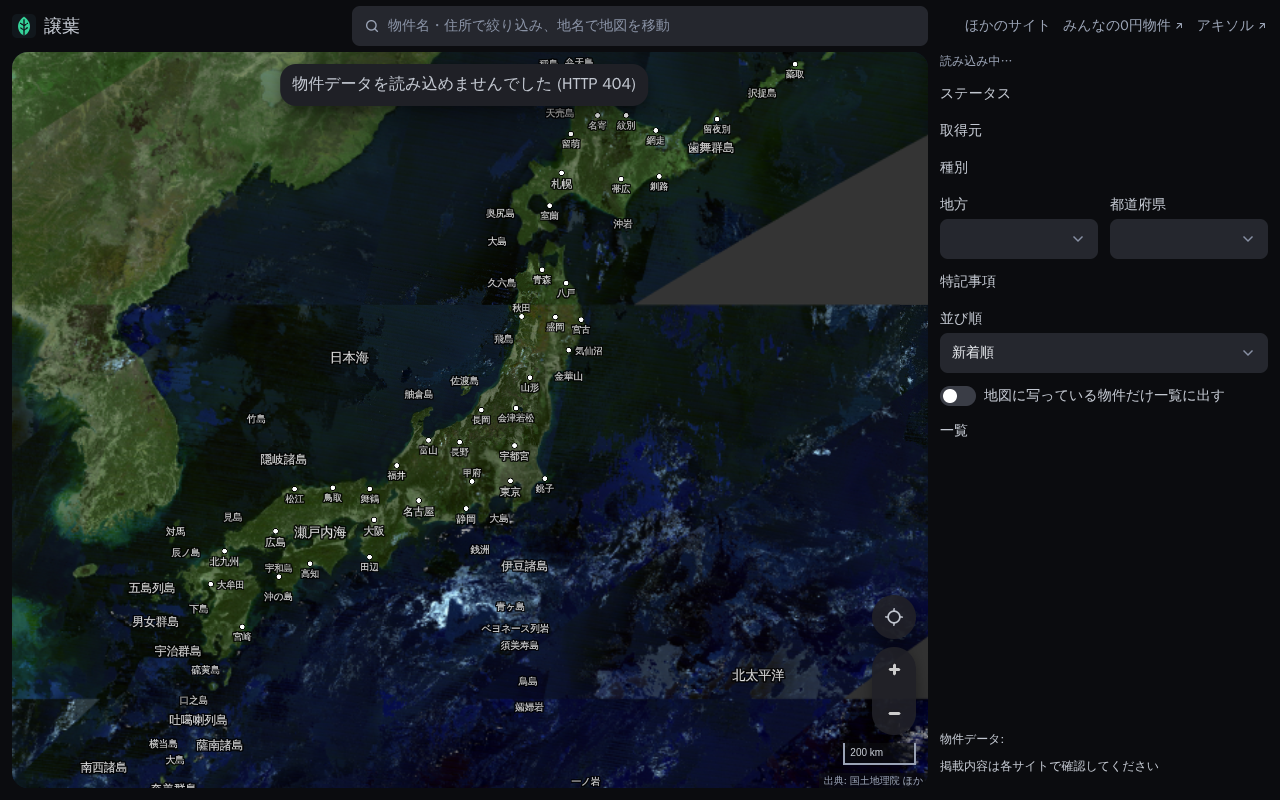 譲葉
物件名・住所で絞り込み、地名で地図を移動
ほかのサイト みんなの0円物件 アキソル
物件データを読み込めませんでした (HTTP 404)
読み込み中…
ステータス
取得元
種別
地方 都道府県
特記事項
並び順
新着順
地図に写っている物件だけ一覧に出す
一覧
物件データ:
掲載内容は各サイトで確認してください
弁天島
蘂取
択捉島
天売島
名寄
紋別
留夜別
留萌
網走
歯舞群島
札幌
帯広
釧路
奥尻島
室蘭
沖岩
大島
青森
久六島
八戸
秋田
盛岡
宮古
飛島
気仙沼
日本海
金華山
佐渡島
山形
舳倉島
竹島
長岡
会津若松
富山
長野
宇都宮
隠岐諸島
福井
甲府
松江
鳥取
舞鶴
東京
銚子
名古屋
静岡
大島
見島
対馬
瀬戸内海
大阪
広島
辰ノ島
北九州
銭洲
宇和島
高知
田辺
伊豆諸島
五島列島
大牟田
沖の島
下島
青ヶ島
男女群島
宮崎
ベヨネース列岩
宇治群島
須美寿島
硫黄島
北太平洋
鳥島
口之島
孀婦岩
吐噶喇列島
横当島
薩南諸島
大島
南西諸島
奄美群島
一ノ岩
200 km
出典: 国土地理院 ほか